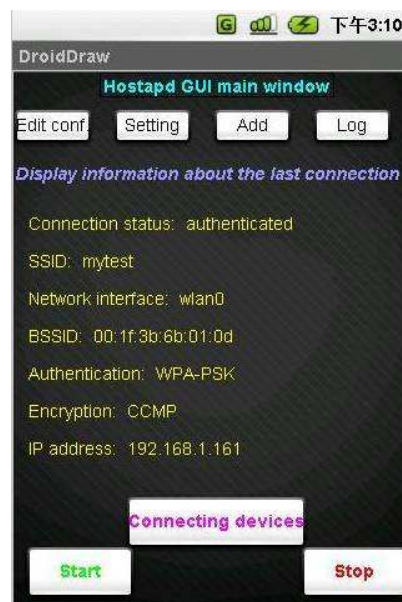 G 下午3:10
DroidDraw
Hostapd GUI main window
Edit conf. Setting Add Log
Display information about the last connection
Connection status: authenticated
SSID: mytest
Network interface: wlan0
BSSID: 00:1f:3b:6b:01:0d
Authentication: WPA-PSK
Encryption: CCMP
IP address: 192.168.1.161
Connecting devices
Start Stop